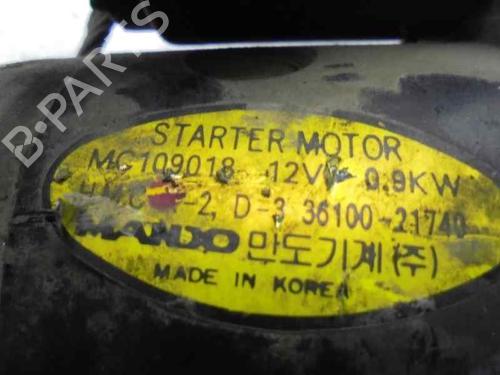 B-PARTS
STARTER MOTOR
MG109018 12V 0.9KW
-2, D-3 36100-21740
MANDO 만도기계(주)
MADE IN KOREA